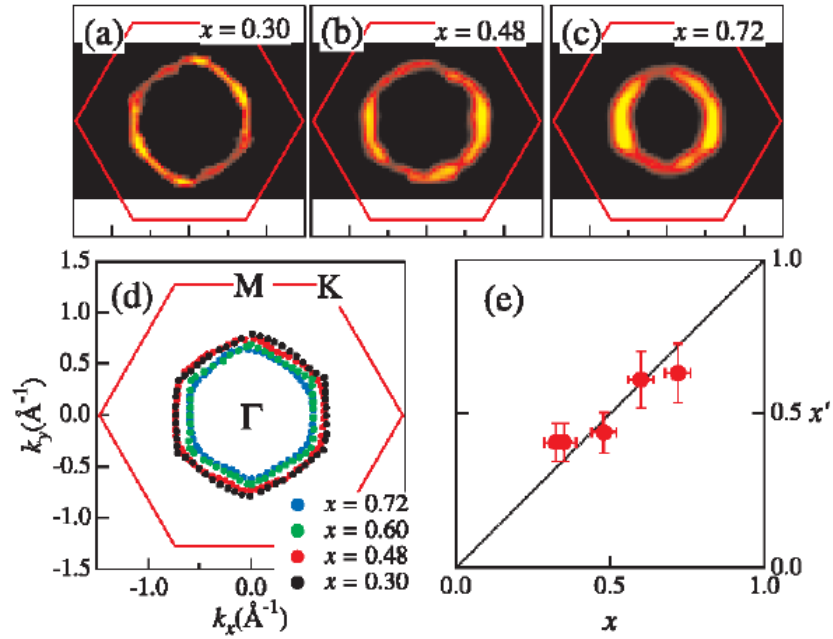 (a) x = 0.30
(b) x = 0.48
(c) x = 0.72
(d)
M
K
Γ
1.5
1.0
0.5
0.0
-0.5
-1.0
-1.5
ky(Å-1)
-1.0
0.0
kx(Å-1)
x = 0.72
x = 0.60
x = 0.48
x = 0.30
(e)
1.0
0.5
0.0
x'
0.0
0.5
1.0
x